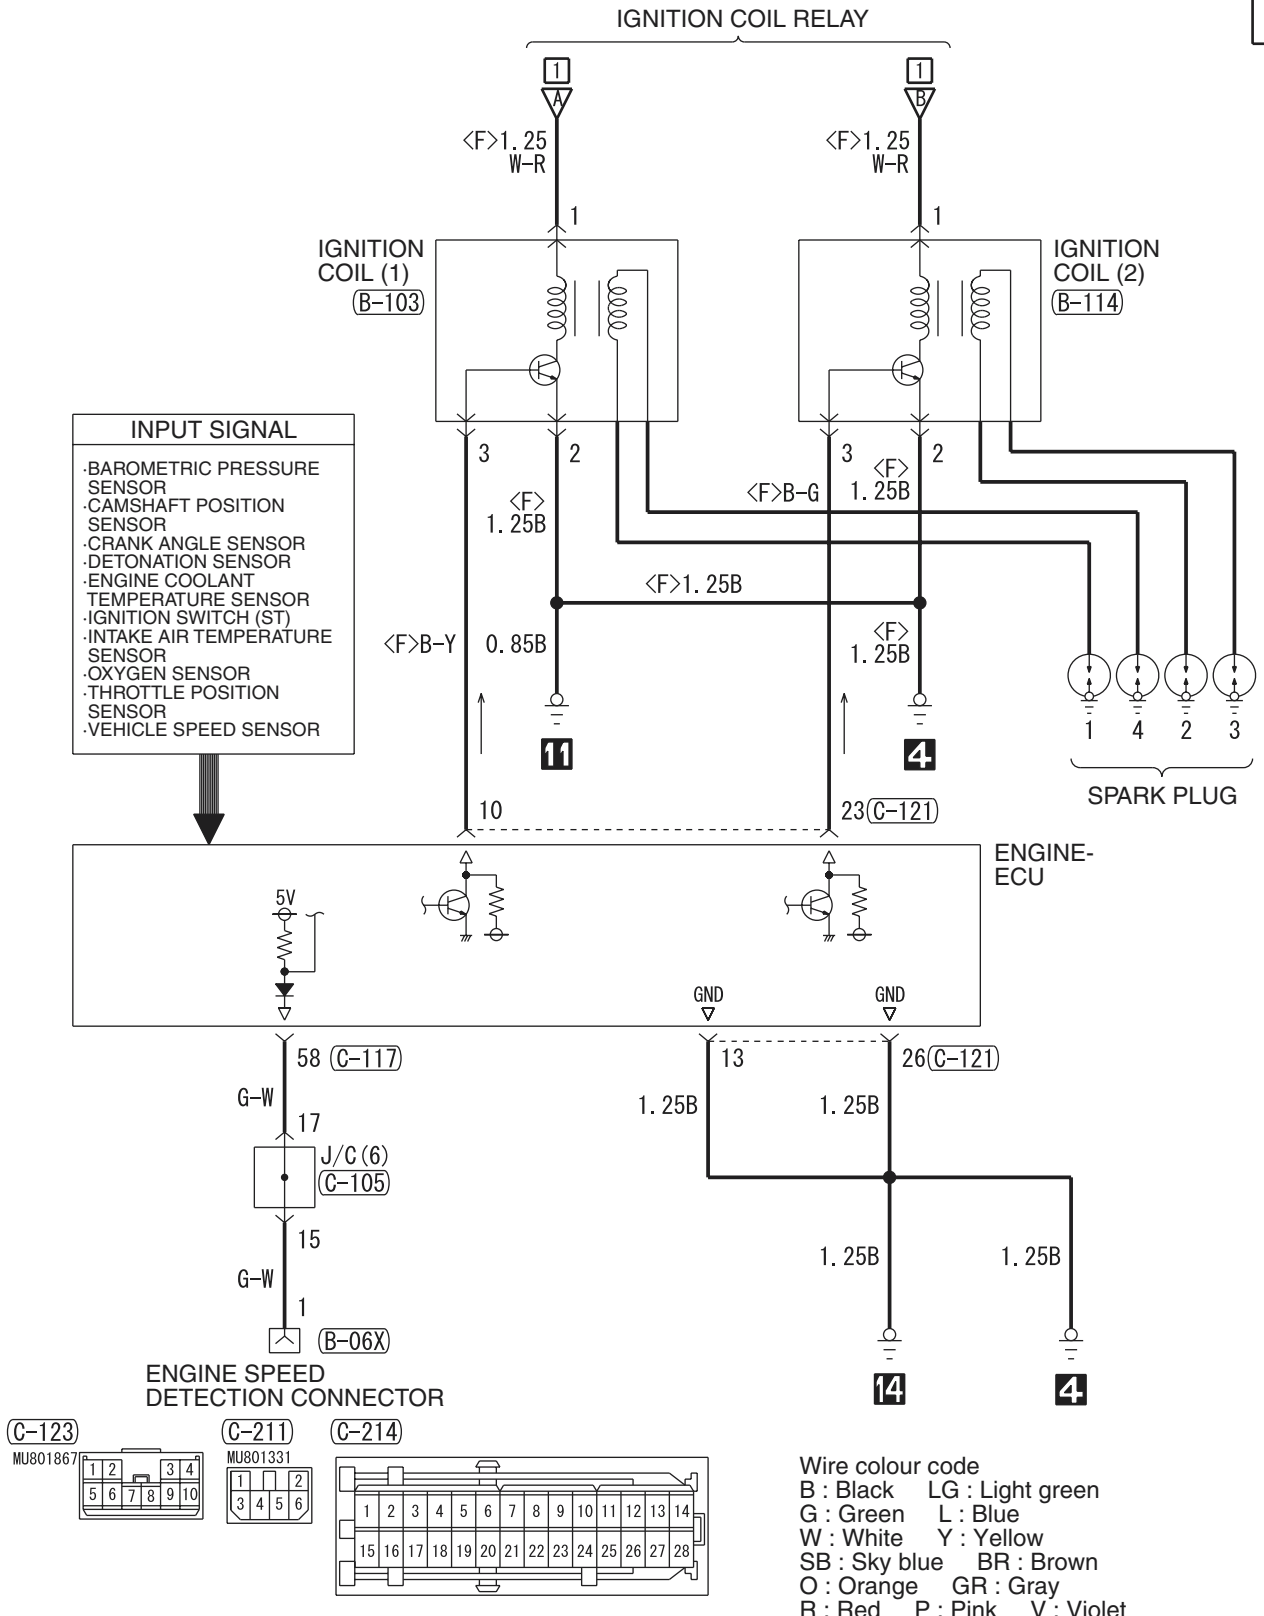 IGNITION COIL RELAY
1 1
A B
<F>1.25 <F>1.25
W-R W-R
1 1
IGNITION
COIL (1)
B-103
IGNITION
COIL (2)
B-114
3 2 3 2
INPUT SIGNAL
·BAROMETRIC PRESSURE
SENSOR
·CAMSHAFT POSITION
SENSOR
·CRANK ANGLE SENSOR
·DETONATION SENSOR
·ENGINE COOLANT
TEMPERATURE SENSOR
·IGNITION SWITCH (ST)
·INTAKE AIR TEMPERATURE
SENSOR
·OXYGEN SENSOR
·THROTTLE POSITION
SENSOR
·VEHICLE SPEED SENSOR
<F>
1.25B
<F>B-G
<F>
1.25B
<F>1.25B
<F>B-Y
0.85B
<F>
1.25B
11
4
1 4 2 3
SPARK PLUG
10
23 C-121
ENGINE-
ECU
5V
GND GND
58 C-117
13
26 C-121
G-W
1.25B 1.25B
17
J/C(6)
C-105
15
G-W
1.25B 1.25B
1
B-06X
ENGINE SPEED
DETECTION CONNECTOR
14
4
C-123
MU801867
1 2 3 4
5 6 7 8 9 10
C-211
MU801331
1 2
3 4 5 6
C-214
1 2 3 4 5 6 7 8 9 10 11 12 13 14
15 16 17 18 19 20 21 22 23 24 25 26 27 28
Wire colour code
B : Black LG : Light green
G : Green L : Blue
W : White Y : Yellow
SB : Sky blue BR : Brown
O : Orange GR : Gray
R : Red P : Pink V : Violet